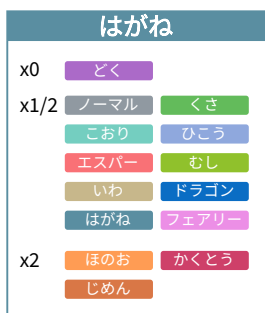 はがね
x0 どく
x1/2 ノーマル くさ
こおり ひこう
エスパー むし
いわ ドラゴン
はがね フェアリー
x2 ほのお かくとう
じめん